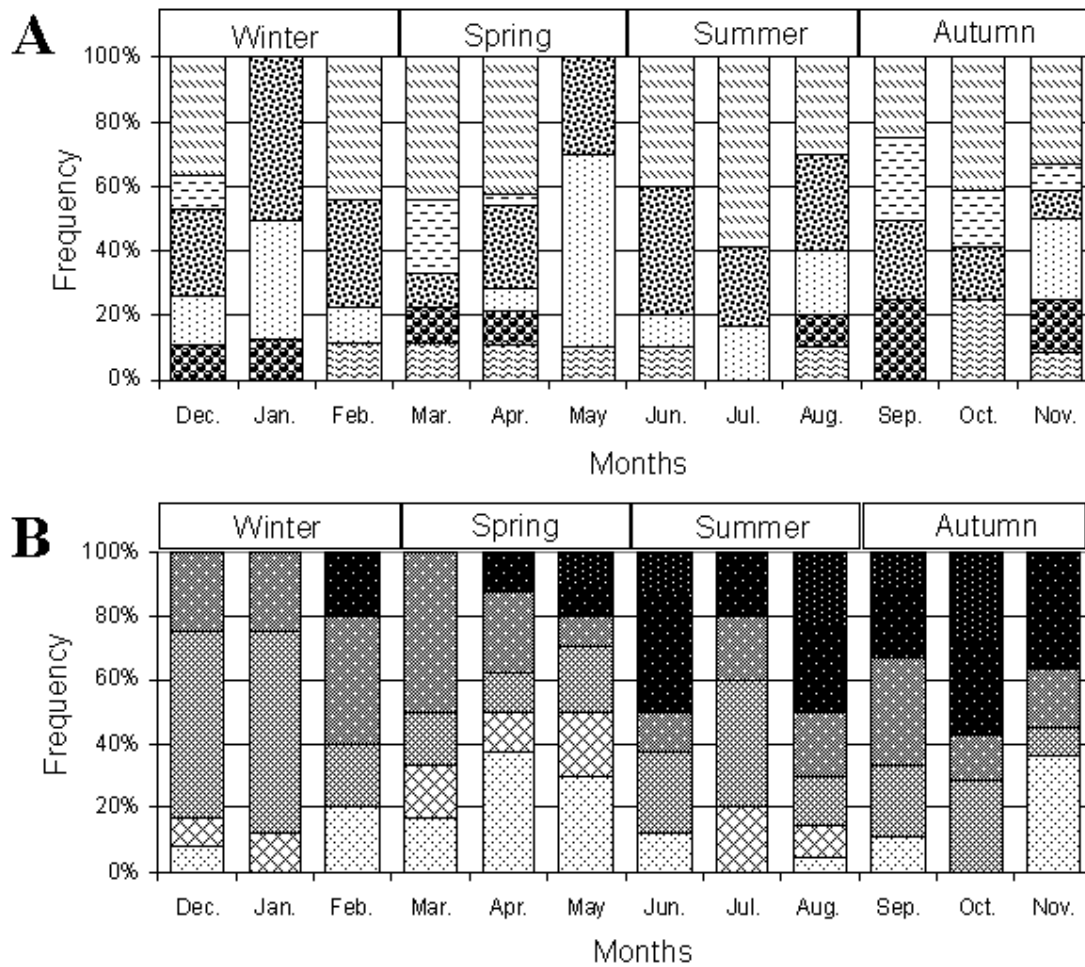 A
Winter Spring Summer Autumn
100%
80%
60%
40%
20%
0%
Frequency
Dec. Jan. Feb. Mar. Apr. May Jun. Jul. Aug. Sep. Oct. Nov.
Months
B
Winter Spring Summer Autumn
100%
80%
60%
40%
20%
0%
Frequency
Dec. Jan. Feb. Mar. Apr. May Jun. Jul. Aug. Sep. Oct. Nov.
Months